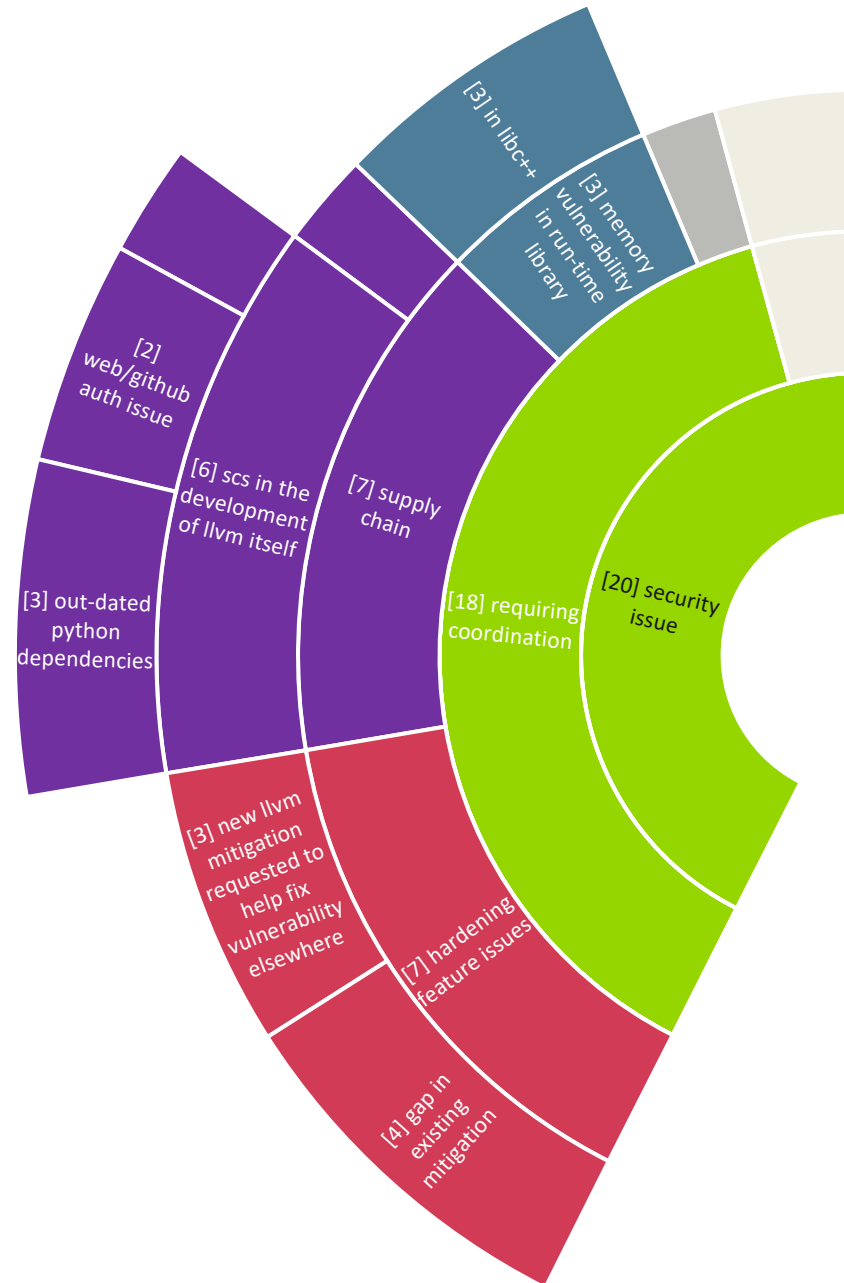 [3] in libc++
[3] memory
vulnerability
in run-time
library
[2]
web/github
auth issue
[6] scs in the
development
of llvm itself
[7] supply
chain
[3] out-dated
python
dependencies
[18] requiring
coordination
[20] security
issue
[3] new llvm
mitigation
requested to
help fix
vulnerability
elsewhere
[7] hardening
feature issues
[4] gap in
existing
mitigation